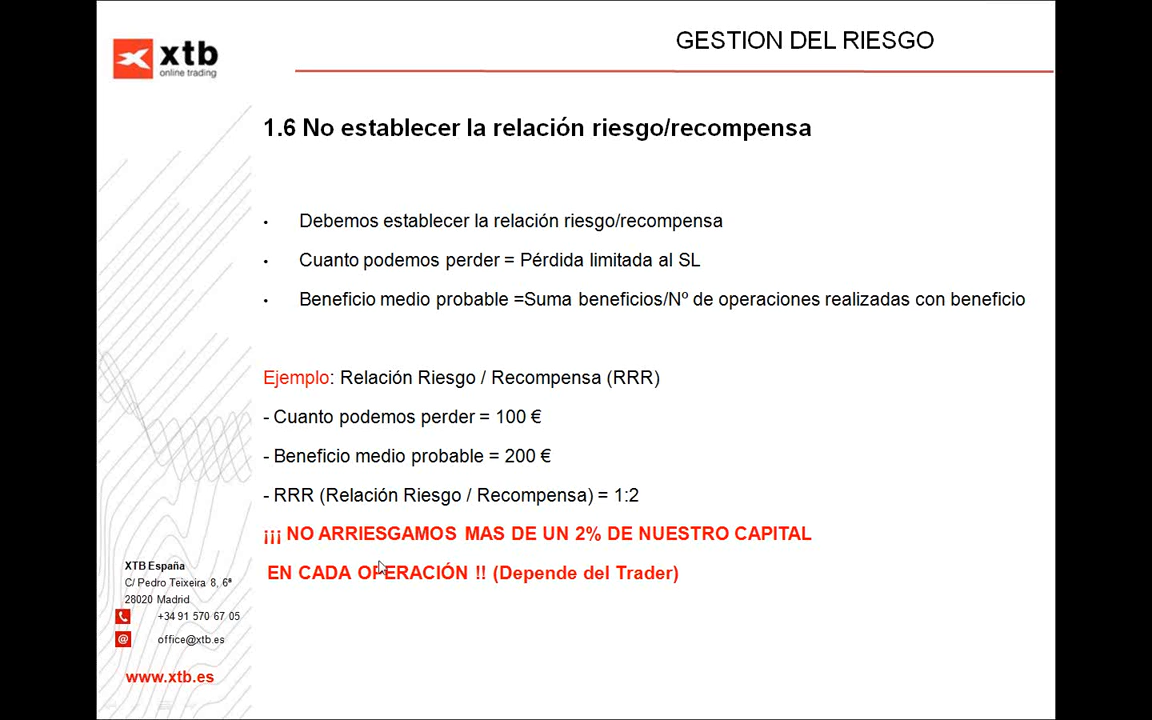 xtb
online trading
GESTION DEL RIESGO
1.6 No establecer la relación riesgo/recompensa
• Debemos establecer la relación riesgo/recompensa
• Cuanto podemos perder = Pérdida limitada al SL
• Beneficio medio probable =Suma beneficios/Nº de operaciones realizadas con beneficio
Ejemplo: Relación Riesgo / Recompensa (RRR)
- Cuanto podemos perder = 100 €
- Beneficio medio probable = 200 €
- RRR (Relación Riesgo / Recompensa) = 1:2
¡¡¡ NO ARRIESGAMOS MAS DE UN 2% DE NUESTRO CAPITAL
EN CADA OPERACIÓN !! (Depende del Trader)
XTB España
C/ Pedro Teixeira 8, 6ª
28020 Madrid
+34 91 570 67 05
@ office@xtb.es
www.xtb.es